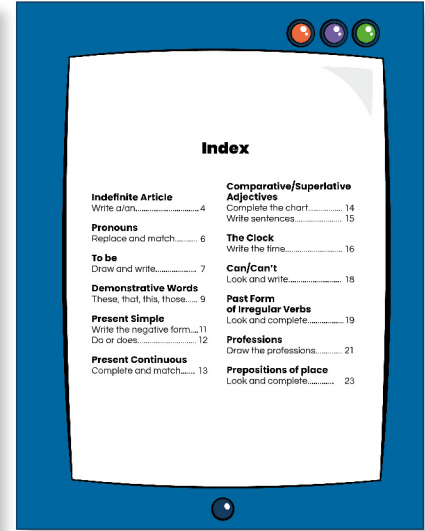 Index
Indefinite Article
Write a/an............................ 4
Pronouns
Replace and match.......... 6
To be
Draw and write................... 7
Demonstrative Words
These, that, this, those...... 9
Present Simple
Write the negative form....11
Do or does.......................... 12
Present Continuous
Complete and match....... 13
Comparative/Superlative
Adjectives
Complete the chart............... 14
Write sentences...................... 15
The Clock
Write the time......................... 16
Can/Can't
Look and write....................... 18
Past Form
of Irregular Verbs
Look and complete................19
Professions
Draw the professions............ 21
Prepositions of place
Look and complete............ 23